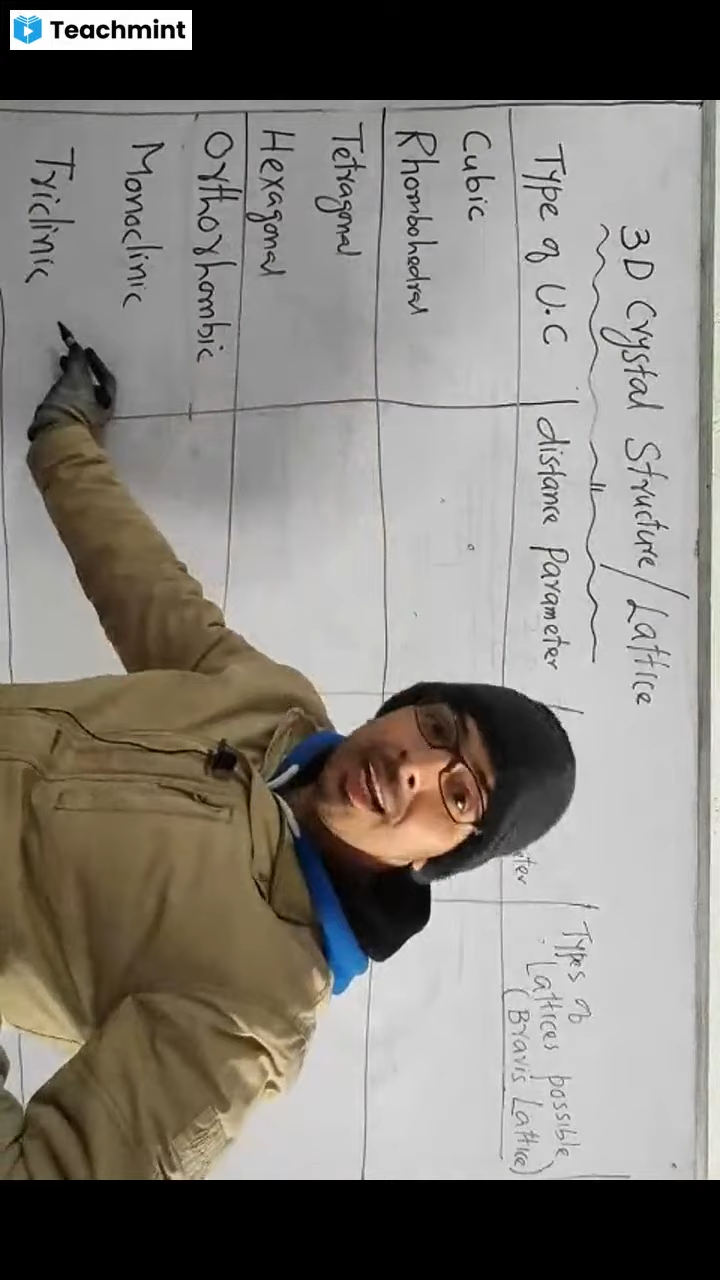 Teachmint
3D Crystal Structure/Lattice
Type of U.C
distance Parameter
Types of
Lattices possible
(Bravis Lattice)
Cubic
Rhombohedral
Tetragonal
Hexagonal
Orthorhombic
Monoclinic
Triclinic